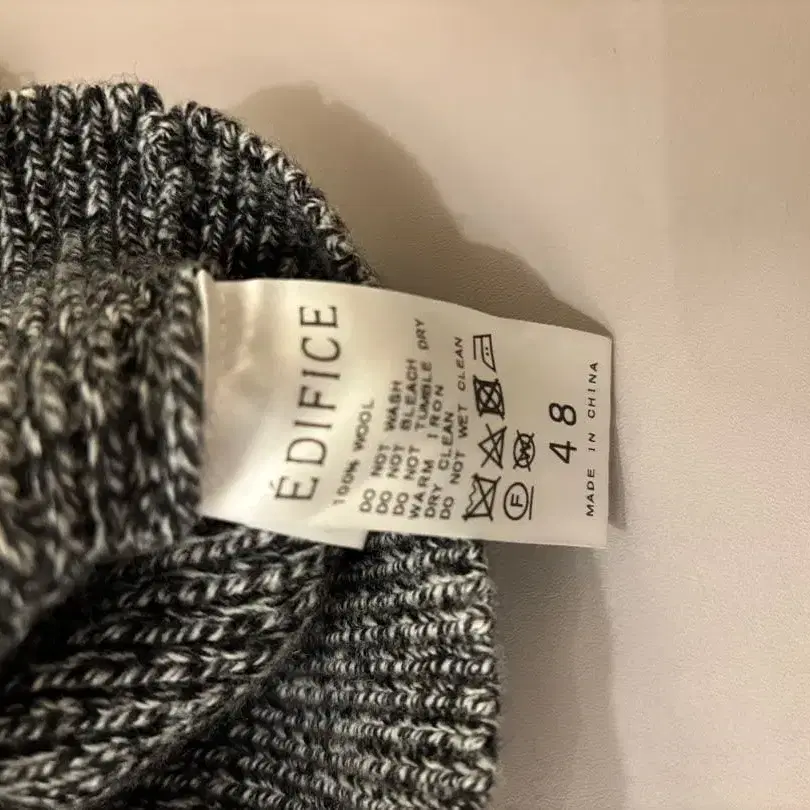 ÉDIFICE
100% WOOL
DO NOT WASH
DO NOT BLEACH
DO NOT TUMBLE DRY
WARM IRON
DRY CLEAN
DO NOT WET CLEAN
F W
48
MADE IN CHINA